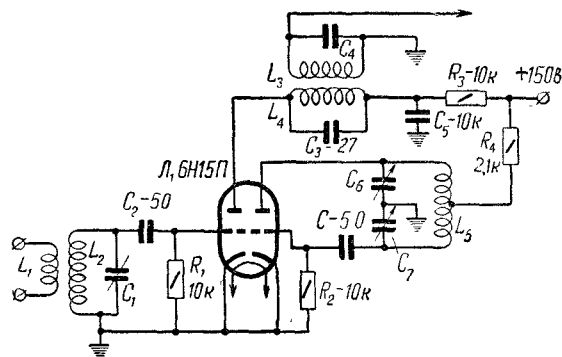 C₄
L₃
R₃-10к
+150в
L₄
C₅-10к
C₃-27
R₄
2,1к
Л₁ 6Н15П
C₆
C₂-50
C-50
L₅
L₁
L₂
C₁
R₁
10к
R₂-10к
C₇